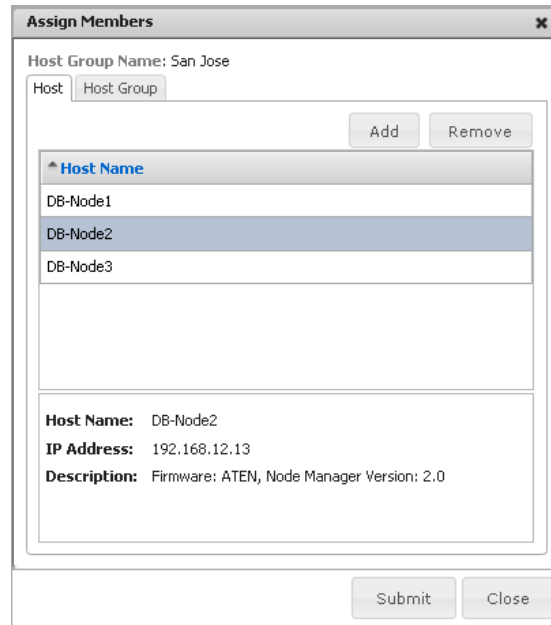 Assign Members
Host Group Name: San Jose
Host Host Group
Add Remove
Host Name
DB-Node1
DB-Node2
DB-Node3
Host Name: DB-Node2
IP Address: 192.168.12.13
Description: Firmware: ATEN, Node Manager Version: 2.0
Submit Close